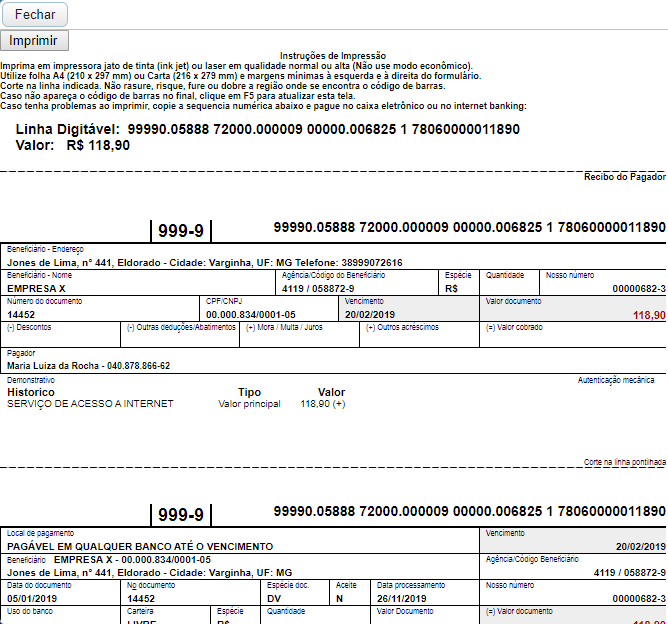 Fechar
Imprimir
Instruções de Impressão
Imprima em impressora jato de tinta (ink jet) ou laser em qualidade normal ou alta (Não use modo econômico).
Utilize folha A4 (210 x 297 mm) ou Carta (216 x 279 mm) e margens mínimas à esquerda e à direita do formulário.
Corte na linha indicada. Não rasure, risque, fure ou dobre a região onde se encontra o código de barras.
Caso não apareça o código de barras no final, clique em F5 para atualizar esta tela.
Caso tenha problemas ao imprimir, copie a sequencia numérica abaixo e pague no caixa eletrônico ou no internet banking:
Linha Digitável: 99990.05888 72000.000009 00000.006825 1 78060000011890
Valor: R$ 118,90
Recibo do Pagador
999-9 99990.05888 72000.000009 00000.006825 1 78060000011890
Beneficiário - Endereço
Jones de Lima, n° 441, Eldorado - Cidade: Varginha, UF: MG Telefone: 38999072616
Beneficiário - Nome Agência/Código do Beneficiário Espécie Quantidade Nosso número
EMPRESA X 4119 / 058872-9 R$ 00000682-3
Número do documento CPF/CNPJ Vencimento Valor documento
14452 00.000.834/0001-05 20/02/2019 118,90
(-) Descontos (-) Outras deduções/Abatimentos (+) Mora / Multa / Juros (+) Outros acréscimos (=) Valor cobrado
Pagador
Maria Luiza da Rocha - 040.878.866-62
Demonstrativo Autenticação mecânica
Historico Tipo Valor
SERVIÇO DE ACESSO A INTERNET Valor principal 118,90 (+)
Corte na linha pontilhada
999-9 99990.05888 72000.000009 00000.006825 1 78060000011890
Local de pagamento Vencimento
PAGÁVEL EM QUALQUER BANCO ATÉ O VENCIMENTO 20/02/2019
Beneficiário EMPRESA X - 00.000.834/0001-05 Agência/Código Beneficiário
Jones de Lima, n° 441, Eldorado - Cidade: Varginha, UF: MG 4119 / 058872-9
Data do documento No documento Espécie doc. Aceite Data processamento Nosso número
05/01/2019 14452 DV N 26/11/2019 00000682-3
Uso do banco Carteira Espécie Quantidade Valor Documento (=) Valor documento
LIVRE R$ 118,90